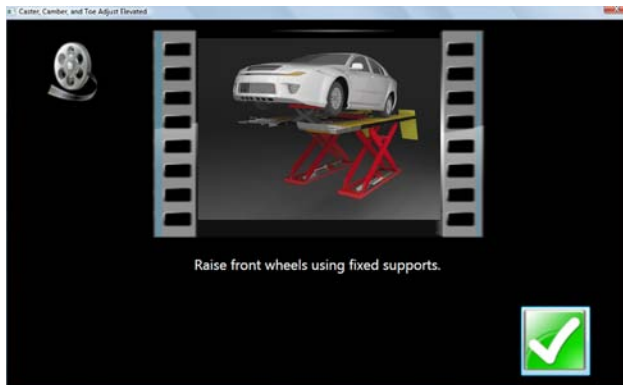 Caster, Camber, and Toe Adjust Elevated
Raise front wheels using fixed supports.